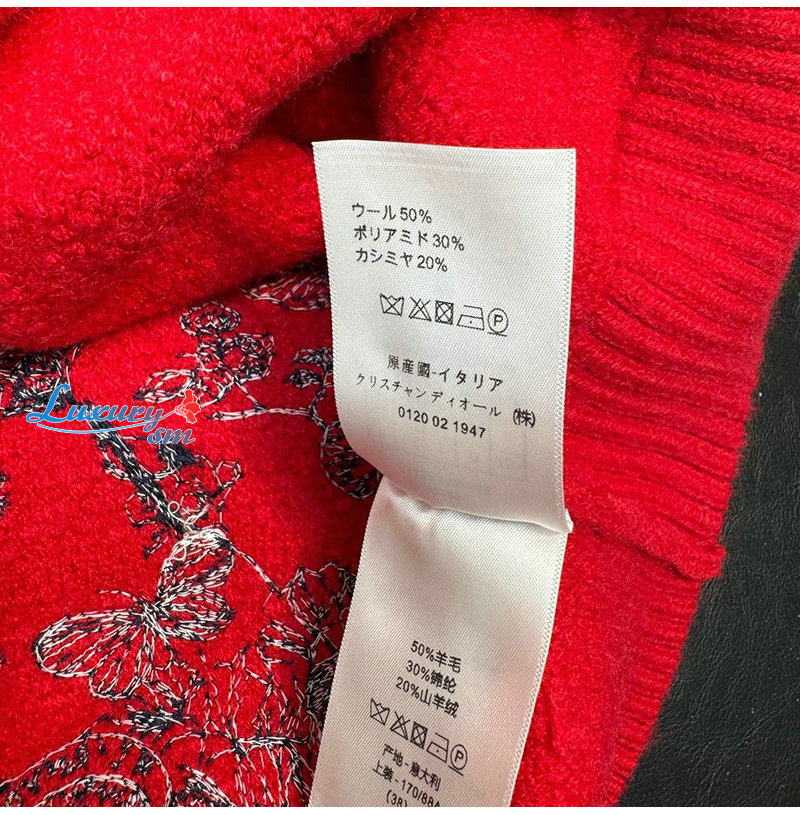 ウール 50%
ポリアミド 30%
カシミヤ 20%
P
原産國-イタリア
クリスチャン ディオール (株)
0120 02 1947
Luxury
sm
50%羊毛
30%锦纶
20%山羊绒
P
产地-意大利
上装-170/88A
(38)